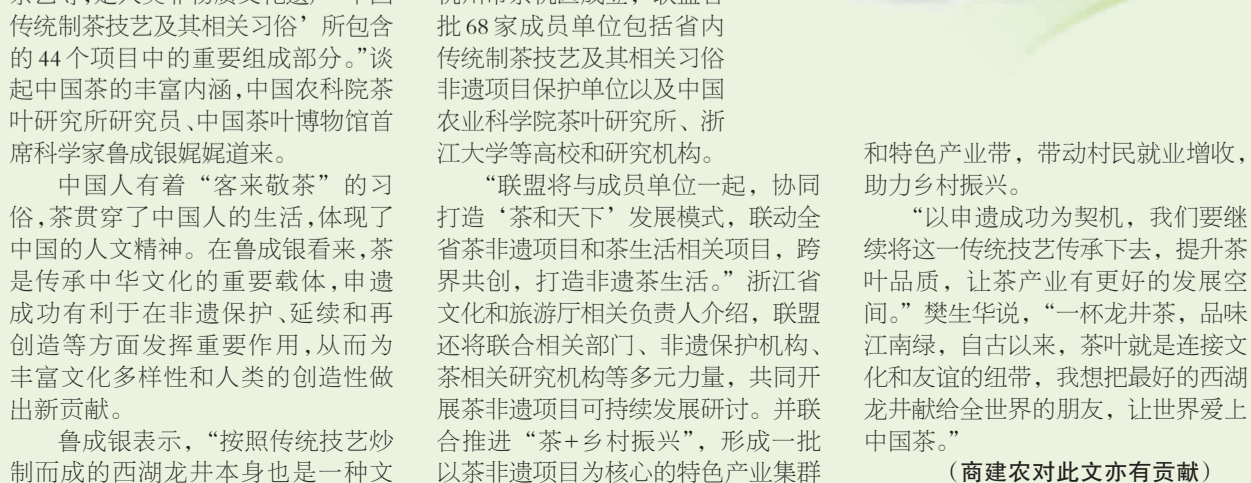 传统制茶技艺及其相关习俗’所包含
的44个项目中的重要组成部分。”谈
起中国茶的丰富内涵,中国农科院茶
叶研究所研究员、中国茶叶博物馆首
席科学家鲁成银娓娓道来。
中国人有着“客来敬茶”的习
俗,茶贯穿了中国人的生活,体现了
中国的人文精神。在鲁成银看来,茶
是传承中华文化的重要载体,申遗
成功有利于在非遗保护、延续和再
创造等方面发挥重要作用,从而为
丰富文化多样性和人类的创造性做
出新贡献。
鲁成银表示,“按照传统技艺炒
制而成的西湖龙井本身也是一种文
批68家成员单位包括省内
传统制茶技艺及其相关习俗
非遗项目保护单位以及中国
农业科学院茶叶研究所、浙
江大学等高校和研究机构。
“联盟将与成员单位一起，协同
打造‘茶和天下’发展模式，联动全
省茶非遗项目和茶生活相关项目，跨
界共创，打造非遗茶生活。”浙江省
文化和旅游厅相关负责人介绍，联盟
还将联合相关部门、非遗保护机构、
茶相关研究机构等多元力量，共同开
展茶非遗项目可持续发展研讨。并联
合推进“茶+乡村振兴”，形成一批
以茶非遗项目为核心的特色产业集群
和特色产业带，带动村民就业增收，
助力乡村振兴。
“以申遗成功为契机，我们要继
续将这一传统技艺传承下去，提升茶
叶品质，让茶产业有更好的发展空
间。”樊生华说，“一杯龙井茶，品味
江南绿，自古以来，茶叶就是连接文
化和友谊的纽带，我想把最好的西湖
龙井献给全世界的朋友，让世界爱上
中国茶。”
（商建农对此文亦有贡献）